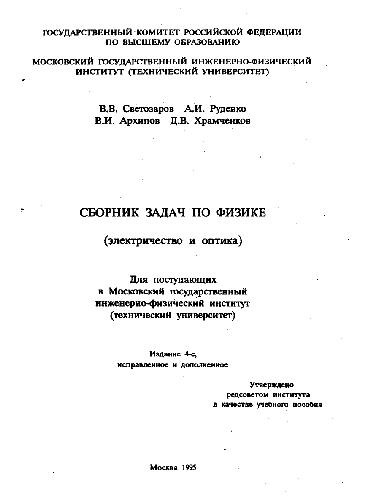 ГОСУДАРСТВЕННЫЙ КОМИТЕТ РОССИЙСКОЙ ФЕДЕРАЦИИ
ПО ВЫСШЕМУ ОБРАЗОВАНИЮ
МОСКОВСКИЙ ГОСУДАРСТВЕННЫЙ ИНЖЕНЕРНО-ФИЗИЧЕСКИЙ
ИНСТИТУТ (ТЕХНИЧЕСКИЙ УНИВЕРСИТЕТ)
В.В. Светозаров А.И. Руденко
В.И. Архипов Д.В. Храмченков
СБОРНИК ЗАДАЧ ПО ФИЗИКЕ
(электричество и оптика)
Для поступающих
в Московский государственный
инженерно-физический институт
(технический университет)
Издание 4-е,
исправленное и дополненное
Утверждено
редсоветом института
в качестве учебного пособия
Москва 1995